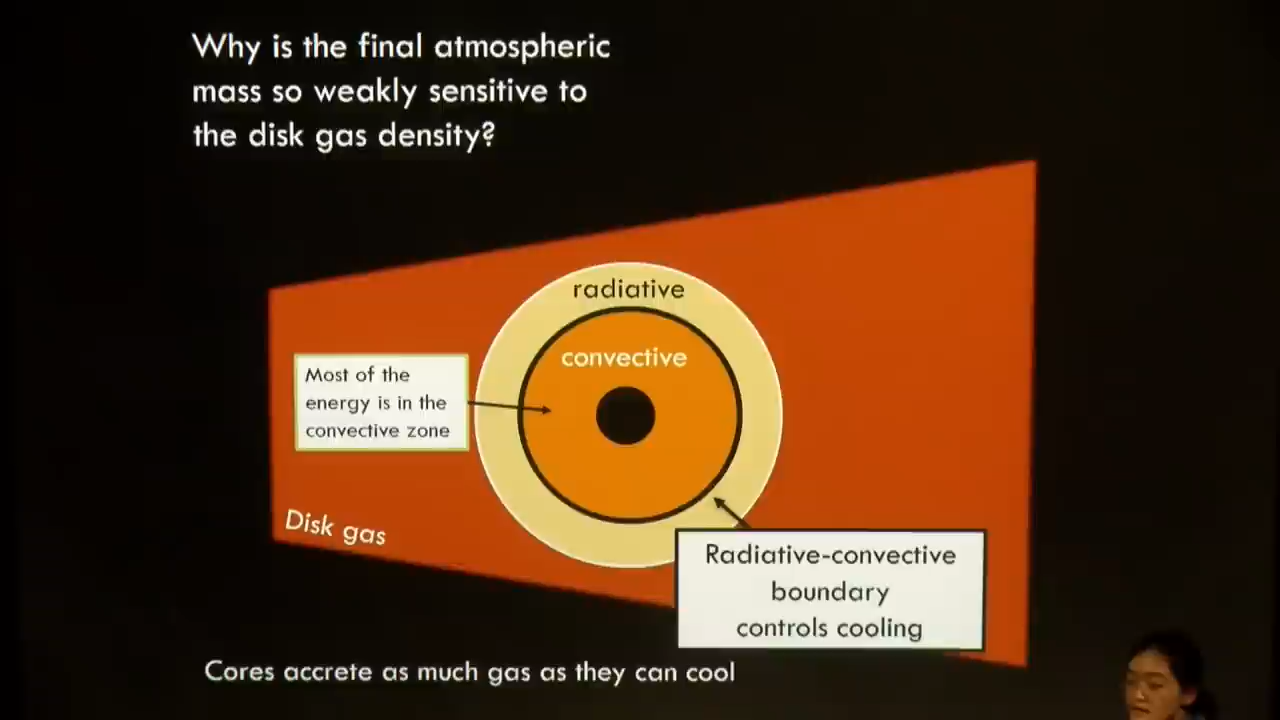 Why is the final atmospheric
mass so weakly sensitive to
the disk gas density?
radiative
convective
Most of the
energy is in the
convective zone
Disk gas
Radiative-convective
boundary
controls cooling
Cores accrete as much gas as they can cool